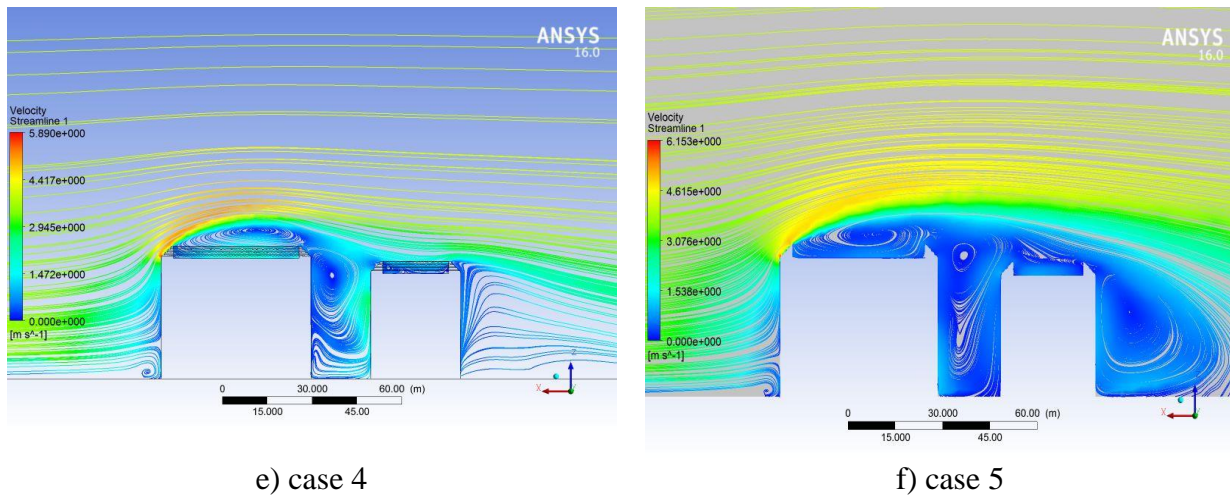 ANSYS
16.0
Velocity
Streamline 1
5.890e+000
4.417e+000
2.945e+000
1.472e+000
0.000e+000
[m s^-1]
0 30.000 60.00 (m)
15.000 45.00
X
Z
Y
e) case 4
ANSYS
16.0
Velocity
Streamline 1
6.153e+000
4.615e+000
3.076e+000
1.538e+000
0.000e+000
[m s^-1]
0 30.000 60.00 (m)
15.000 45.00
X
f) case 5